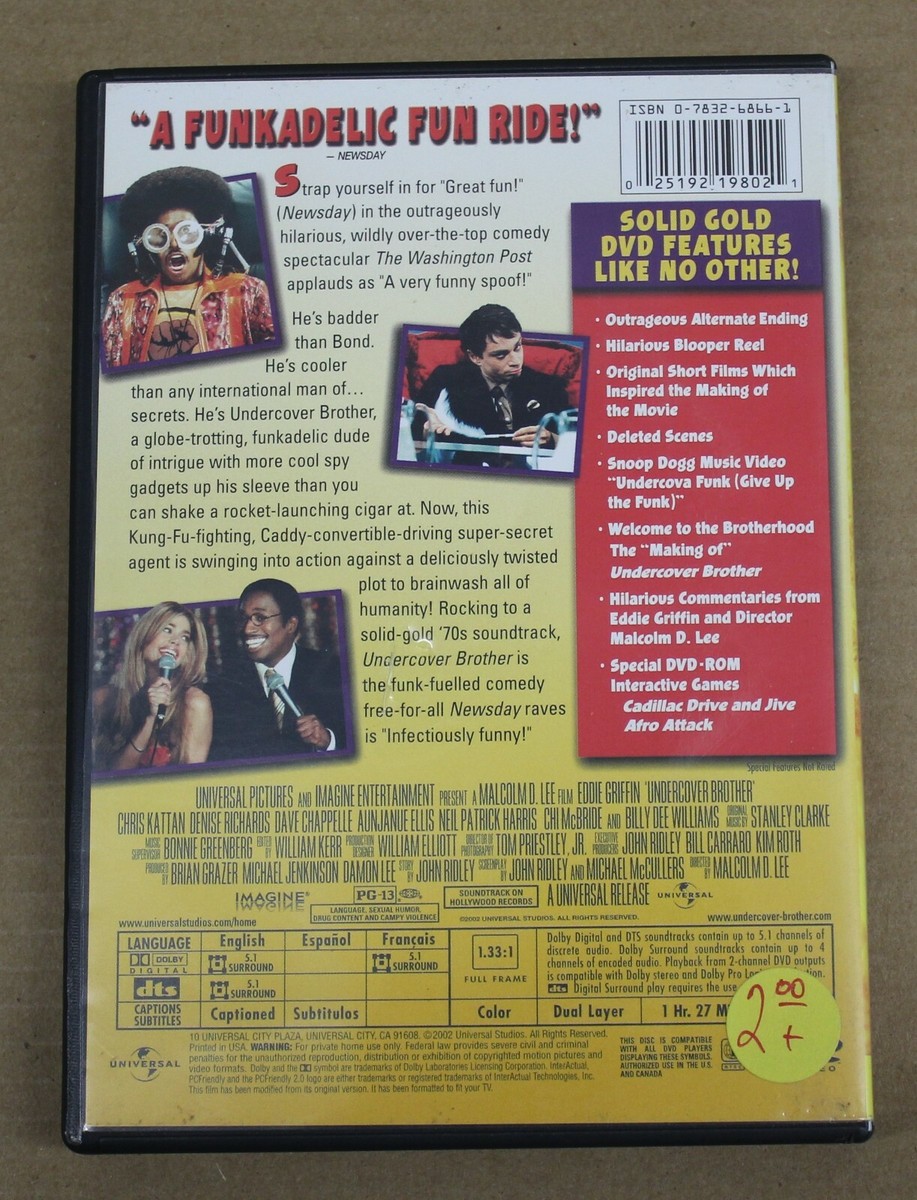 "A FUNKADELIC FUN RIDE!"
– NEWSDAY
Strap yourself in for "Great fun!"
(Newsday) in the outrageously
hilarious, wildly over-the-top comedy
spectacular The Washington Post
applauds as "A very funny spoof!"
He's badder
than Bond.
He's cooler
than any international man of...
secrets. He's Undercover Brother,
a globe-trotting, funkadelic dude
of intrigue with more cool spy
gadgets up his sleeve than you
can shake a rocket-launching cigar at. Now, this
Kung-Fu-fighting, Caddy-convertible-driving super-secret
agent is swinging into action against a deliciously twisted
plot to brainwash all of
humanity! Rocking to a
solid-gold '70s soundtrack,
Undercover Brother is
the funk-fuelled comedy
free-for-all Newsday raves
is "Infectiously funny!"
ISBN 0-7832-6866-1
0 25192 19802 1
SOLID GOLD
DVD FEATURES
LIKE NO OTHER!
· Outrageous Alternate Ending
· Hilarious Blooper Reel
· Original Short Films Which
Inspired the Making of
the Movie
· Deleted Scenes
· Snoop Dogg Music Video
"Undercova Funk (Give Up
the Funk)"
· Welcome to the Brotherhood
The "Making of"
Undercover Brother
· Hilarious Commentaries from
Eddie Griffin and Director
Malcolm D. Lee
· Special DVD-ROM
Interactive Games
Cadillac Drive and Jive
Afro Attack
Special Features Not Rated
UNIVERSAL PICTURES AND IMAGINE ENTERTAINMENT PRESENT A MALCOLM D. LEE FILM EDDIE GRIFFIN 'UNDERCOVER BROTHER'
CHRIS KATTAN DENISE RICHARDS DAVE CHAPPELLE AUNJANUE ELLIS NEIL PATRICK HARRIS CHI McBRIDE AND BILLY DEE WILLIAMS ORIGINAL MUSIC BY STANLEY CLARKE
MUSIC SUPERVISOR BONNIE GREENBERG EDITED BY WILLIAM KERR PRODUCTION DESIGNER WILLIAM ELLIOTT DIRECTOR OF PHOTOGRAPHY TOM PRIESTLEY, JR. EXECUTIVE PRODUCERS JOHN RIDLEY BILL CARRARO KIM ROTH
PRODUCED BY BRIAN GRAZER MICHAEL JENKINSON DAMON LEE STORY BY JOHN RIDLEY SCREENPLAY BY JOHN RIDLEY AND MICHAEL McCULLERS DIRECTED BY MALCOLM D. LEE
IMAGINE
PG-13
LANGUAGE, SEXUAL HUMOR,
DRUG CONTENT AND CAMPY VIOLENCE
SOUNDTRACK ON
HOLLYWOOD RECORDS
A UNIVERSAL RELEASE
UNIVERSAL
www.universalstudios.com/home
©2002 UNIVERSAL STUDIOS. ALL RIGHTS RESERVED.
www.undercover-brother.com
LANGUAGE English Español Français
DOLBY DIGITAL 5.1 SURROUND 5.1 SURROUND
dts 5.1 SURROUND
CAPTIONS SUBTITLES Captioned Subtitulos
1.33:1
FULL FRAME
Dolby Digital and DTS soundtracks contain up to 5.1 channels of
discrete audio. Dolby Surround soundtracks contain up to 4
channels of encoded audio. Playback from 2-channel DVD outputs
is compatible with Dolby stereo and Dolby Pro
dts Digital Surround play requires the use
Color Dual Layer 1 Hr. 27 M
2 00
+
UNIVERSAL
10 UNIVERSAL CITY PLAZA, UNIVERSAL CITY, CA 91608. ©2002 Universal Studios. All Rights Reserved.
Printed in USA. WARNING: For private home use only. Federal law provides severe civil and criminal
penalties for the unauthorized reproduction, distribution or exhibition of copyrighted motion pictures and
video formats. Dolby and the DD symbol are trademarks of Dolby Laboratories Licensing Corporation. InterActual,
PCFriendly and the PCFriendly 2.0 logo are either trademarks or registered trademarks of InterActual Technologies, Inc.
This film has been modified from its original version. It has been formatted to fit your TV.
THIS DISC IS COMPATIBLE
WITH ALL DVD PLAYERS
DISPLAYING THESE SYMBOLS.
AUTHORIZED USE IN THE U.S.
AND CANADA